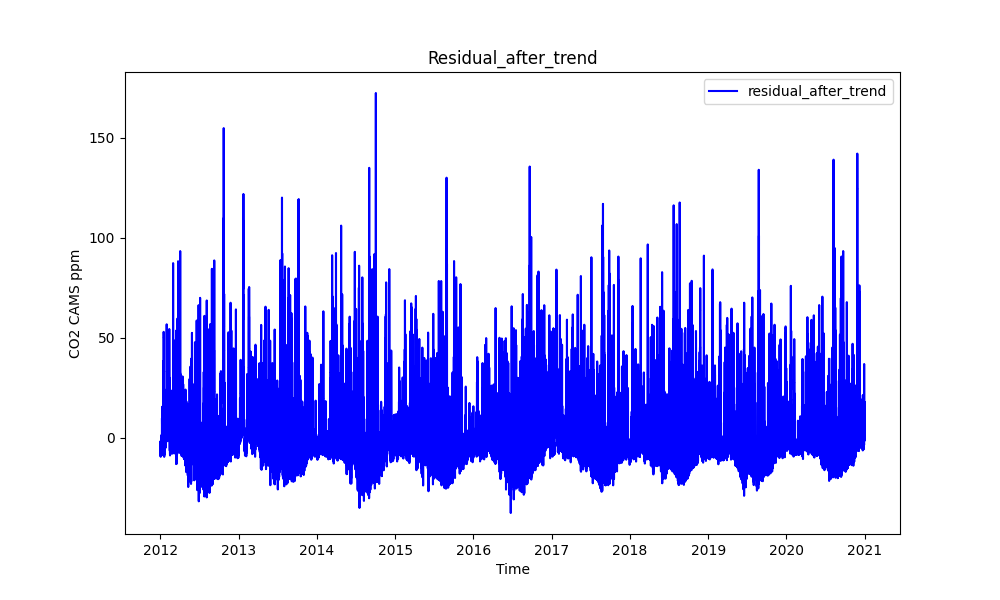 Residual_after_trend
residual_after_trend
150
100
50
0
CO2 CAMS ppm
2012 2013 2014 2015 2016 2017 2018 2019 2020 2021
Time